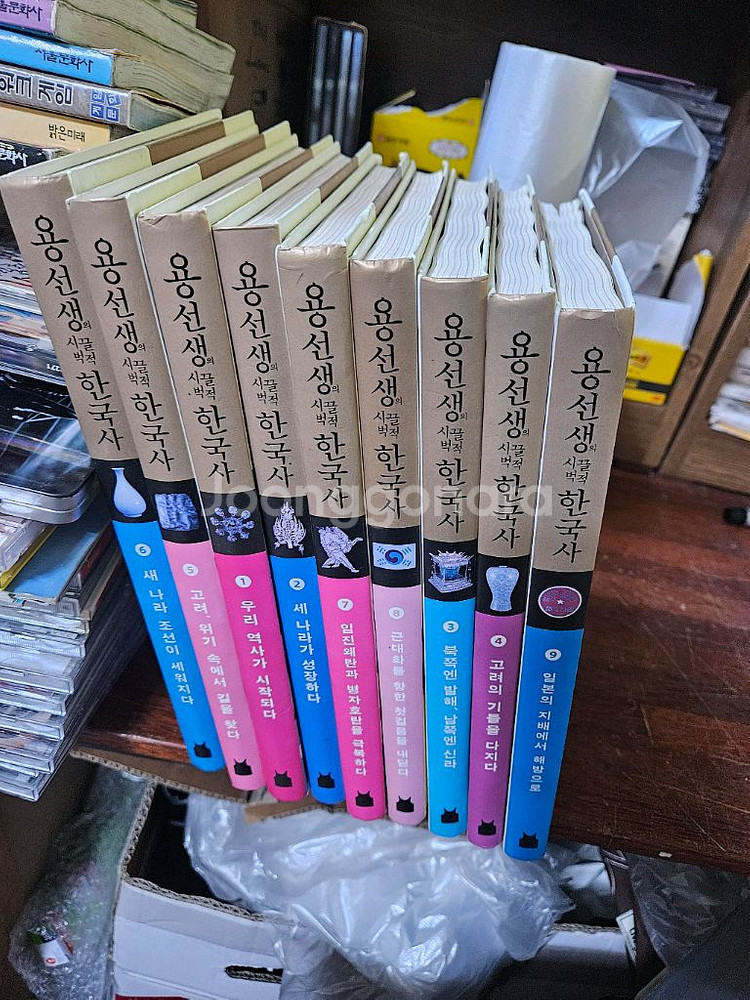 서울문화사
밝은미래
용선생의 시끌벅적 한국사
6
새 나라 조선이 세워지다
용선생의 시끌벅적 한국사
5
고려, 위기 속에서 길을 찾다
용선생의 시끌벅적 한국사
1
우리 역사가 시작되다
용선생의 시끌벅적 한국사
2
세 나라가 성장하다
용선생의 시끌벅적 한국사
7
임진왜란과 병자호란을 극복하다
용선생의 시끌벅적 한국사
8
근대화를 향한 첫걸음을 내딛다
용선생의 시끌벅적 한국사
3
북쪽엔 발해, 남쪽엔 신라
용선생의 시끌벅적 한국사
4
고려의 기틀을 다지다
용선생의 시끌벅적 한국사
9
일본의 지배에서 해방으로
Joonggonara